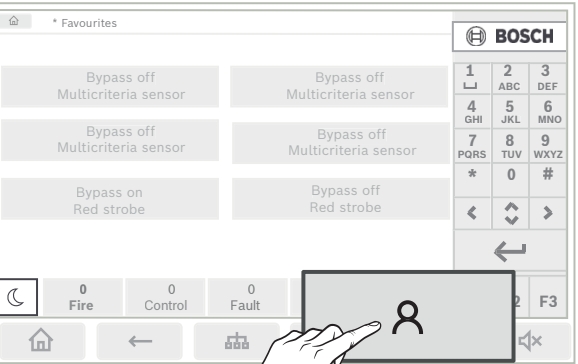 * Favourites
BOSCH
Bypass off
Multicriteria sensor
Bypass off
Multicriteria sensor
Bypass off
Multicriteria sensor
Bypass off
Multicriteria sensor
Bypass on
Red strobe
Bypass off
Red strobe
1
2 ABC
3 DEF
4 GHI
5 JKL
6 MNO
7 PQRS
8 TUV
9 WXYZ
*
0
#
0
Fire
0
Control
0
Fault
2
F3